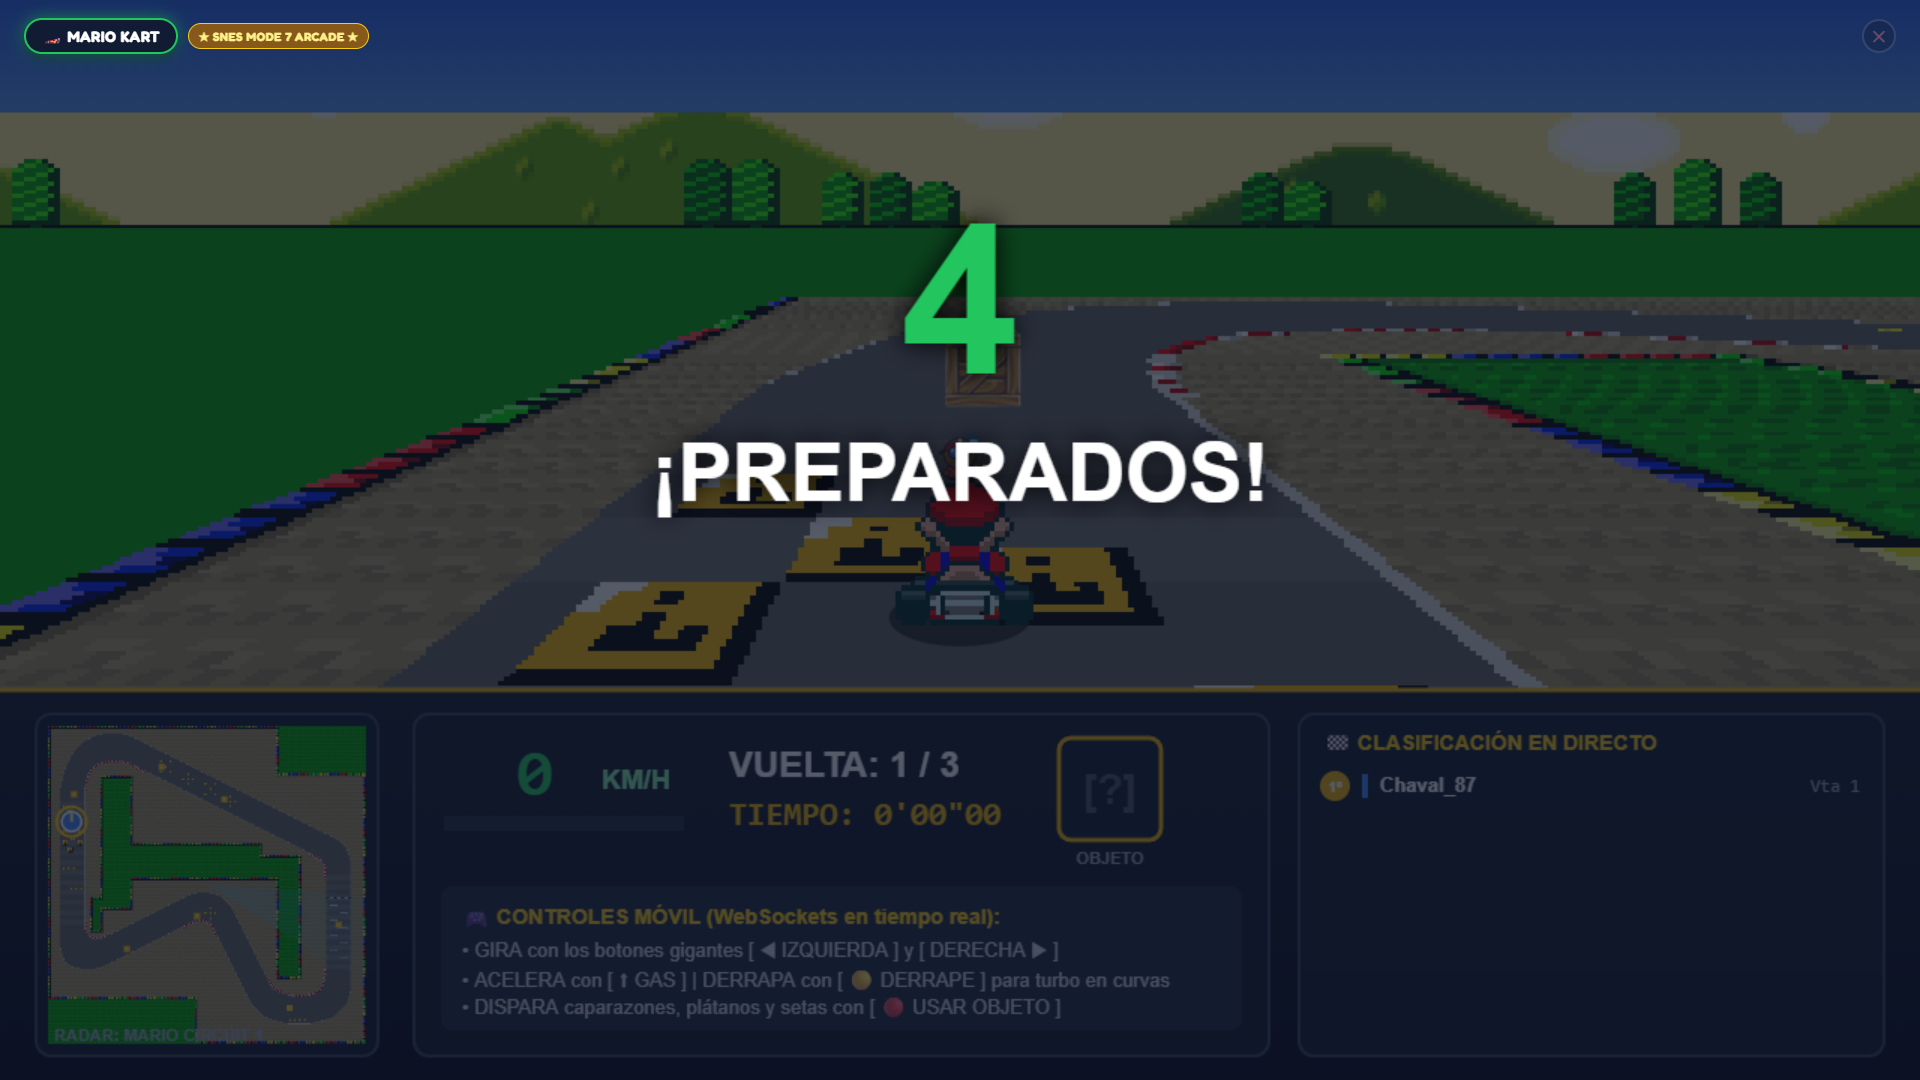 MARIO KART
★ SNES MODE 7 ARCADE ★
4
¡PREPARADOS!
0 KM/H
VUELTA: 1 / 3
TIEMPO: 0'00"00
[?]
OBJETO
CONTROLES MÓVIL (WebSockets en tiempo real):
• GIRA con los botones gigantes [ ◀ IZQUIERDA ] y [ DERECHA ▶ ]
• ACELERA con [ ⬆ GAS ] | DERRAPA con [ 🟡 DERRAPE ] para turbo en curvas
• DISPARA caparazones, plátanos y setas con [ 🔴 USAR OBJETO ]
CLASIFICACIÓN EN DIRECTO
1º Chaval_87 Vta 1
RADAR: MARIO CIRCUIT 1